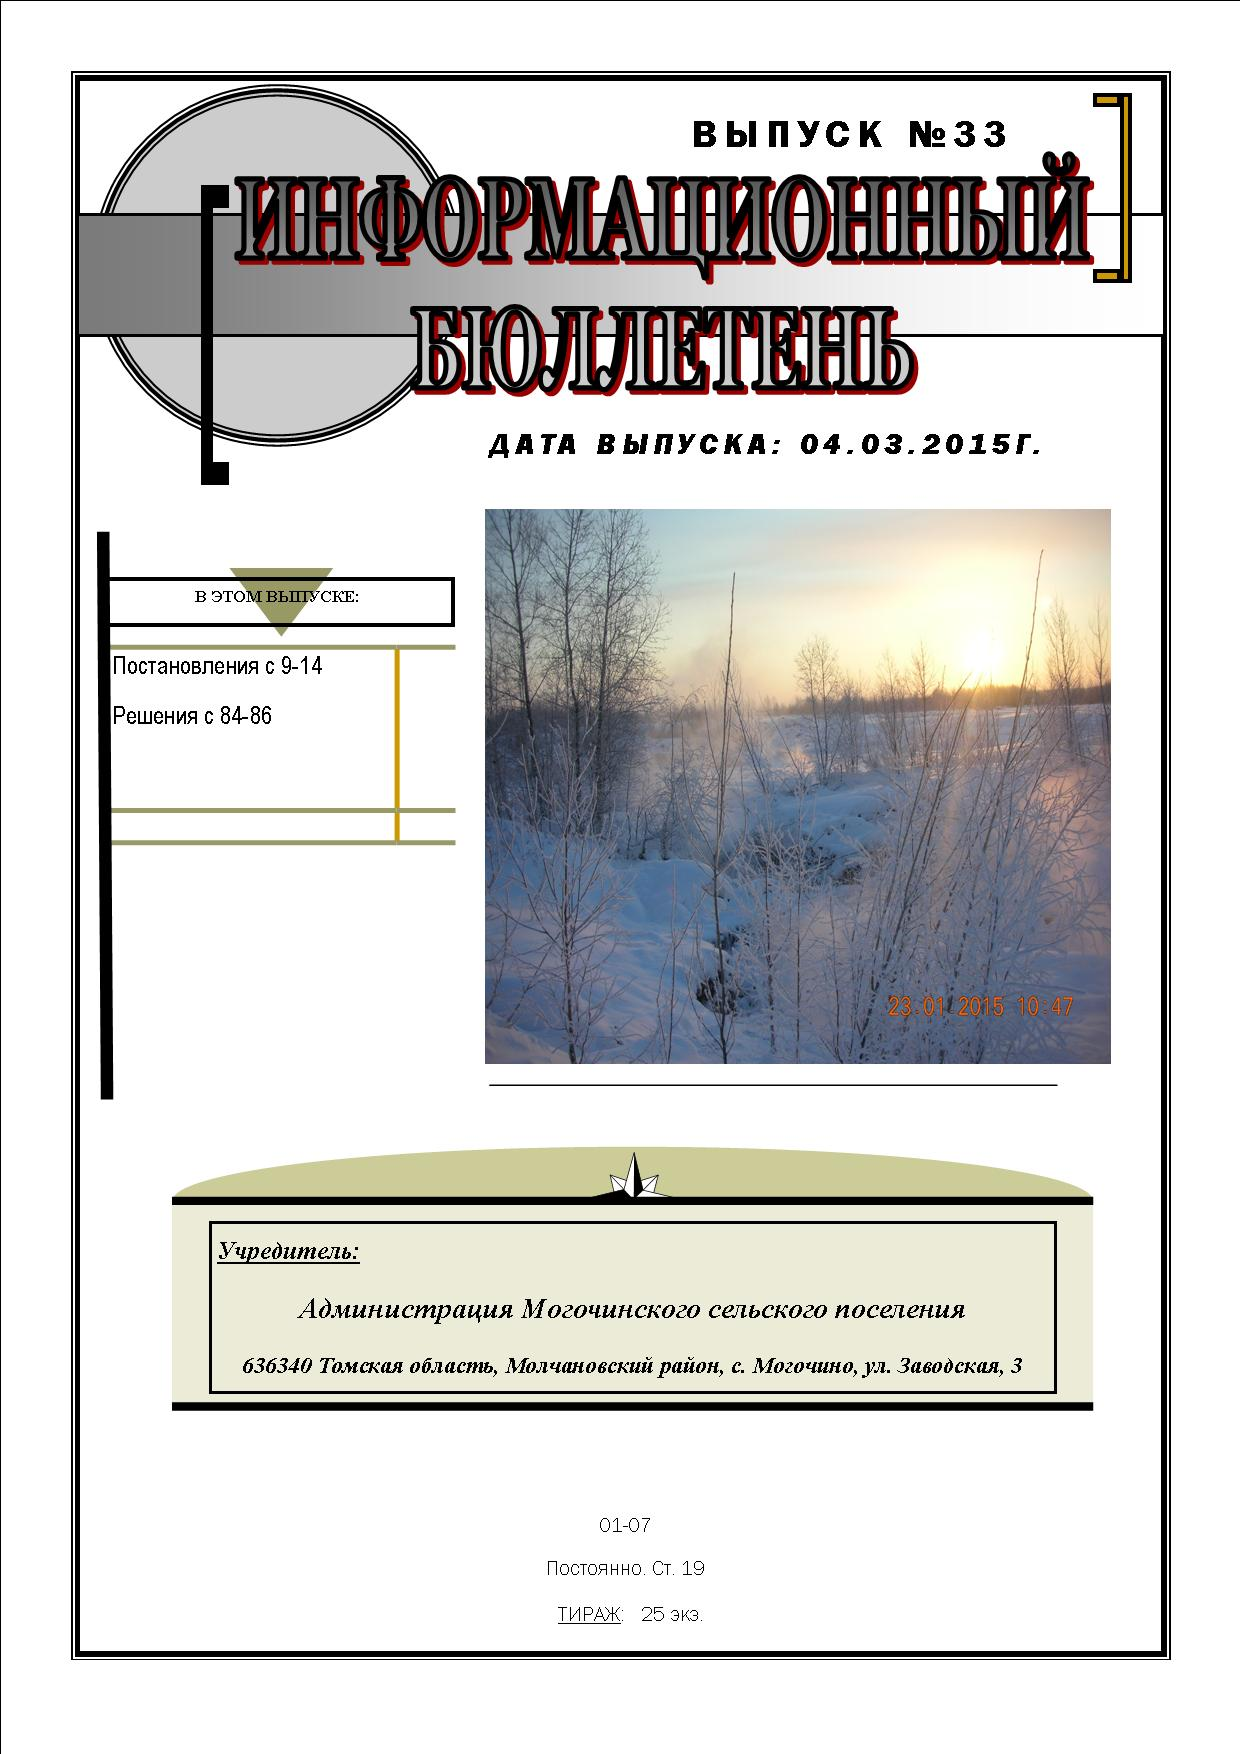 ВЫПУСК №33
ИНФОРМАЦИОННЫЙ
БЮЛЛЕТЕНЬ
ДАТА ВЫПУСКА: 04.03.2015Г.
В ЭТОМ ВЫПУСКЕ:
Постановления с 9-14
Решения с 84-86
23.01.2015 10:47
Учредитель:
Администрация Могочинского сельского поселения
636340 Томская область, Молчановский район, с. Могочино, ул. Заводская, 3
01-07
Постоянно. Ст. 19
ТИРАЖ: 25 экз.